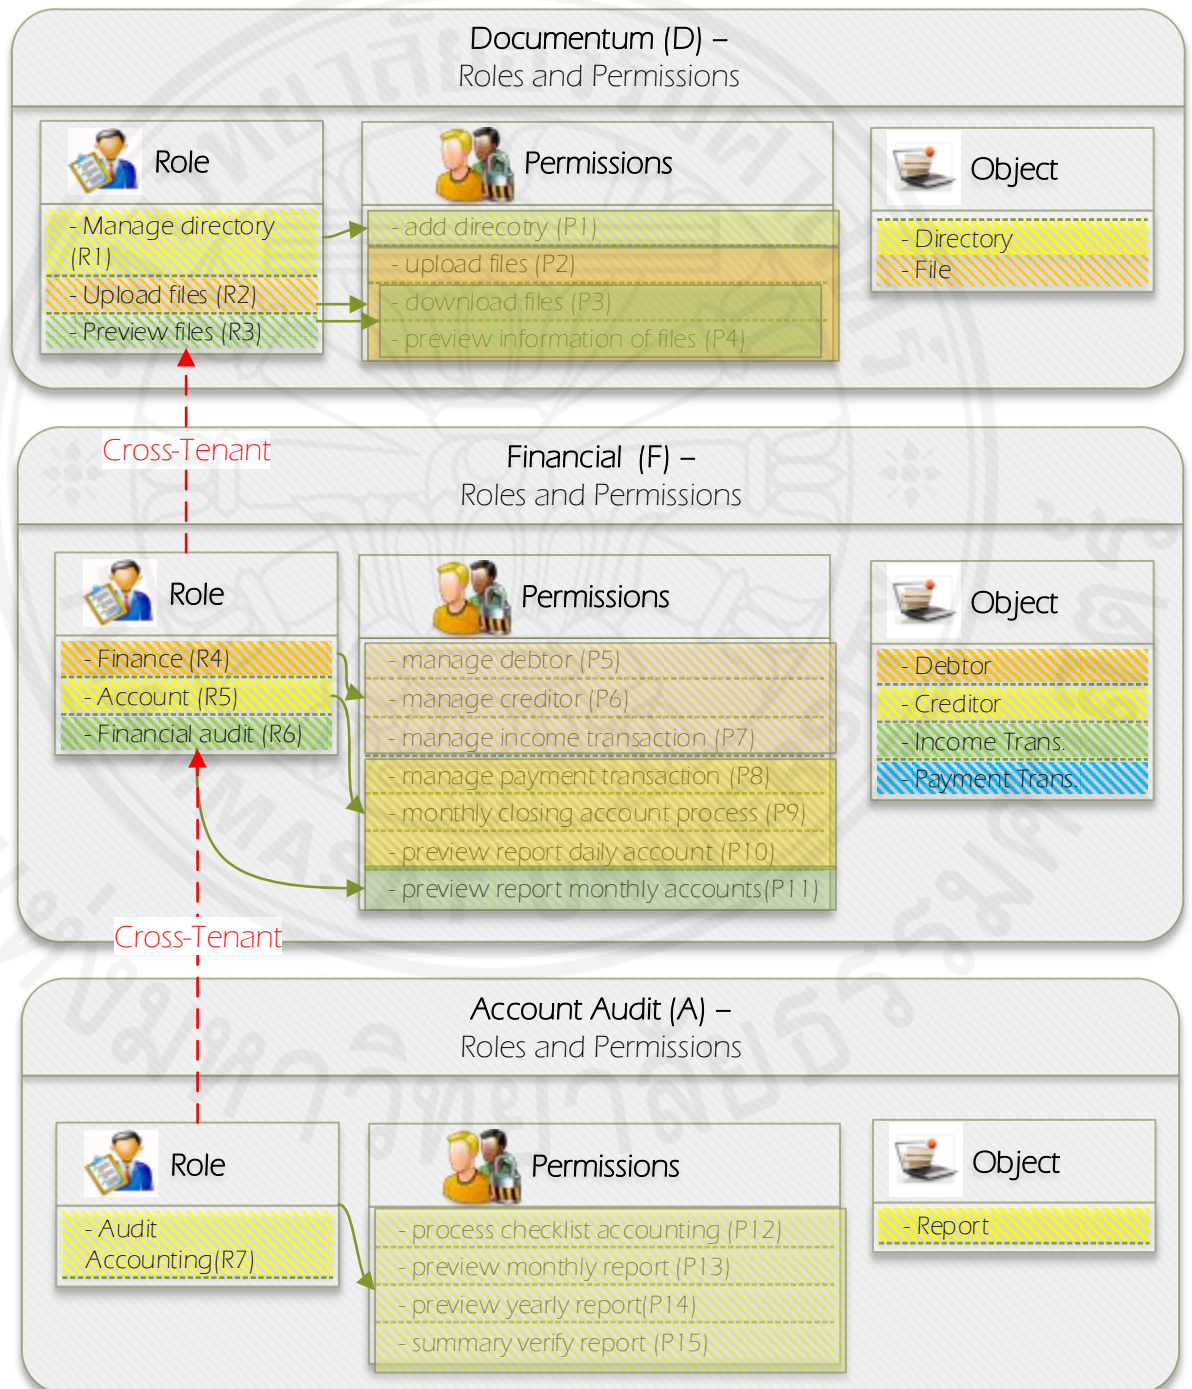 Documentum (D) –
Roles and Permissions
Role
- Manage directory
(R1)
- Upload files (R2)
- Preview files (R3)
Permissions
- add direcotry (P1)
- upload files (P2)
- download files (P3)
- preview information of files (P4)
Object
- Directory
- File
Cross-Tenant
Financial (F) –
Roles and Permissions
Role
- Finance (R4)
- Account (R5)
- Financial audit (R6)
Permissions
- manage debtor (P5)
- manage creditor (P6)
- manage income transaction (P7)
- manage payment transaction (P8)
- monthly closing account process (P9)
- preview report daily account (P10)
- preview report monthly accounts(P11)
Object
- Debtor
- Creditor
- Income Trans.
- Payment Trans.
Cross-Tenant
Account Audit (A) –
Roles and Permissions
Role
- Audit
Accounting(R7)
Permissions
- process checklist accounting (P12)
- preview monthly report (P13)
- preview yearly report(P14)
- summary verify report (P15)
Object
- Report